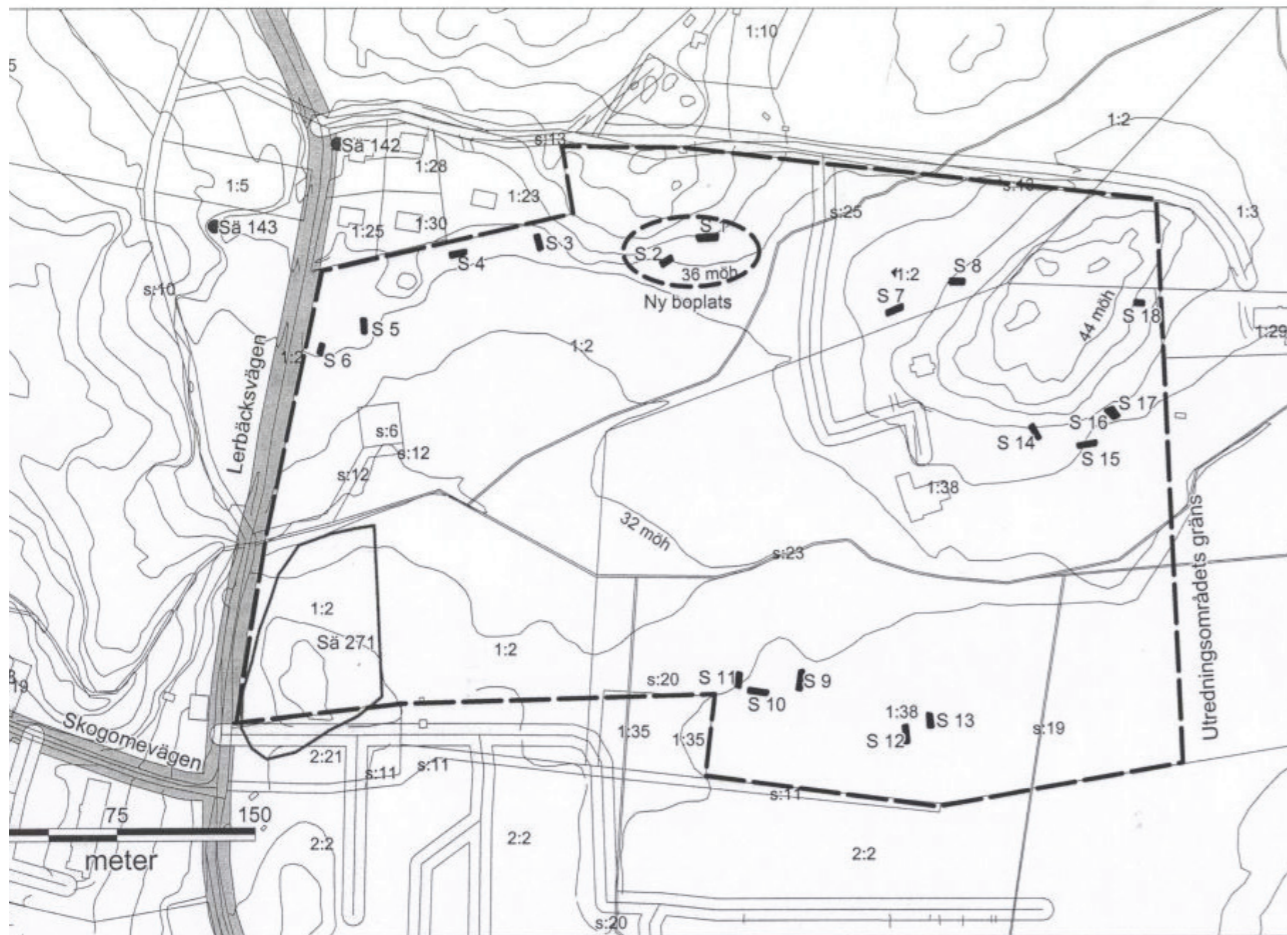 1:10
5
s:13
1:2
Sä 142
1:28
1:5
1:23
s:25
1:3
Sä 143
1:25
1:30
S 3
S 4
S 2
36 möh
Ny boplats
1:2
S 8
S 7
s:10
S 18
44 möh
1:29
S 5
S 6
1:2
1:2
Lerbäcksvägen
s:6
s:12
s:12
S 17
S 16
S 14
S 15
1:38
32 möh
s:23
Utredningsområdets gräns
1:2
Sä 271
1:2
19
s:20
S 11
S 10
S 9
1:38
S 13
S 12
s:19
1:35
1:35
Skogomevägen
2:21
s:11
s:11
s:11
75
150
meter
2:2
2:2
2:2
s:20